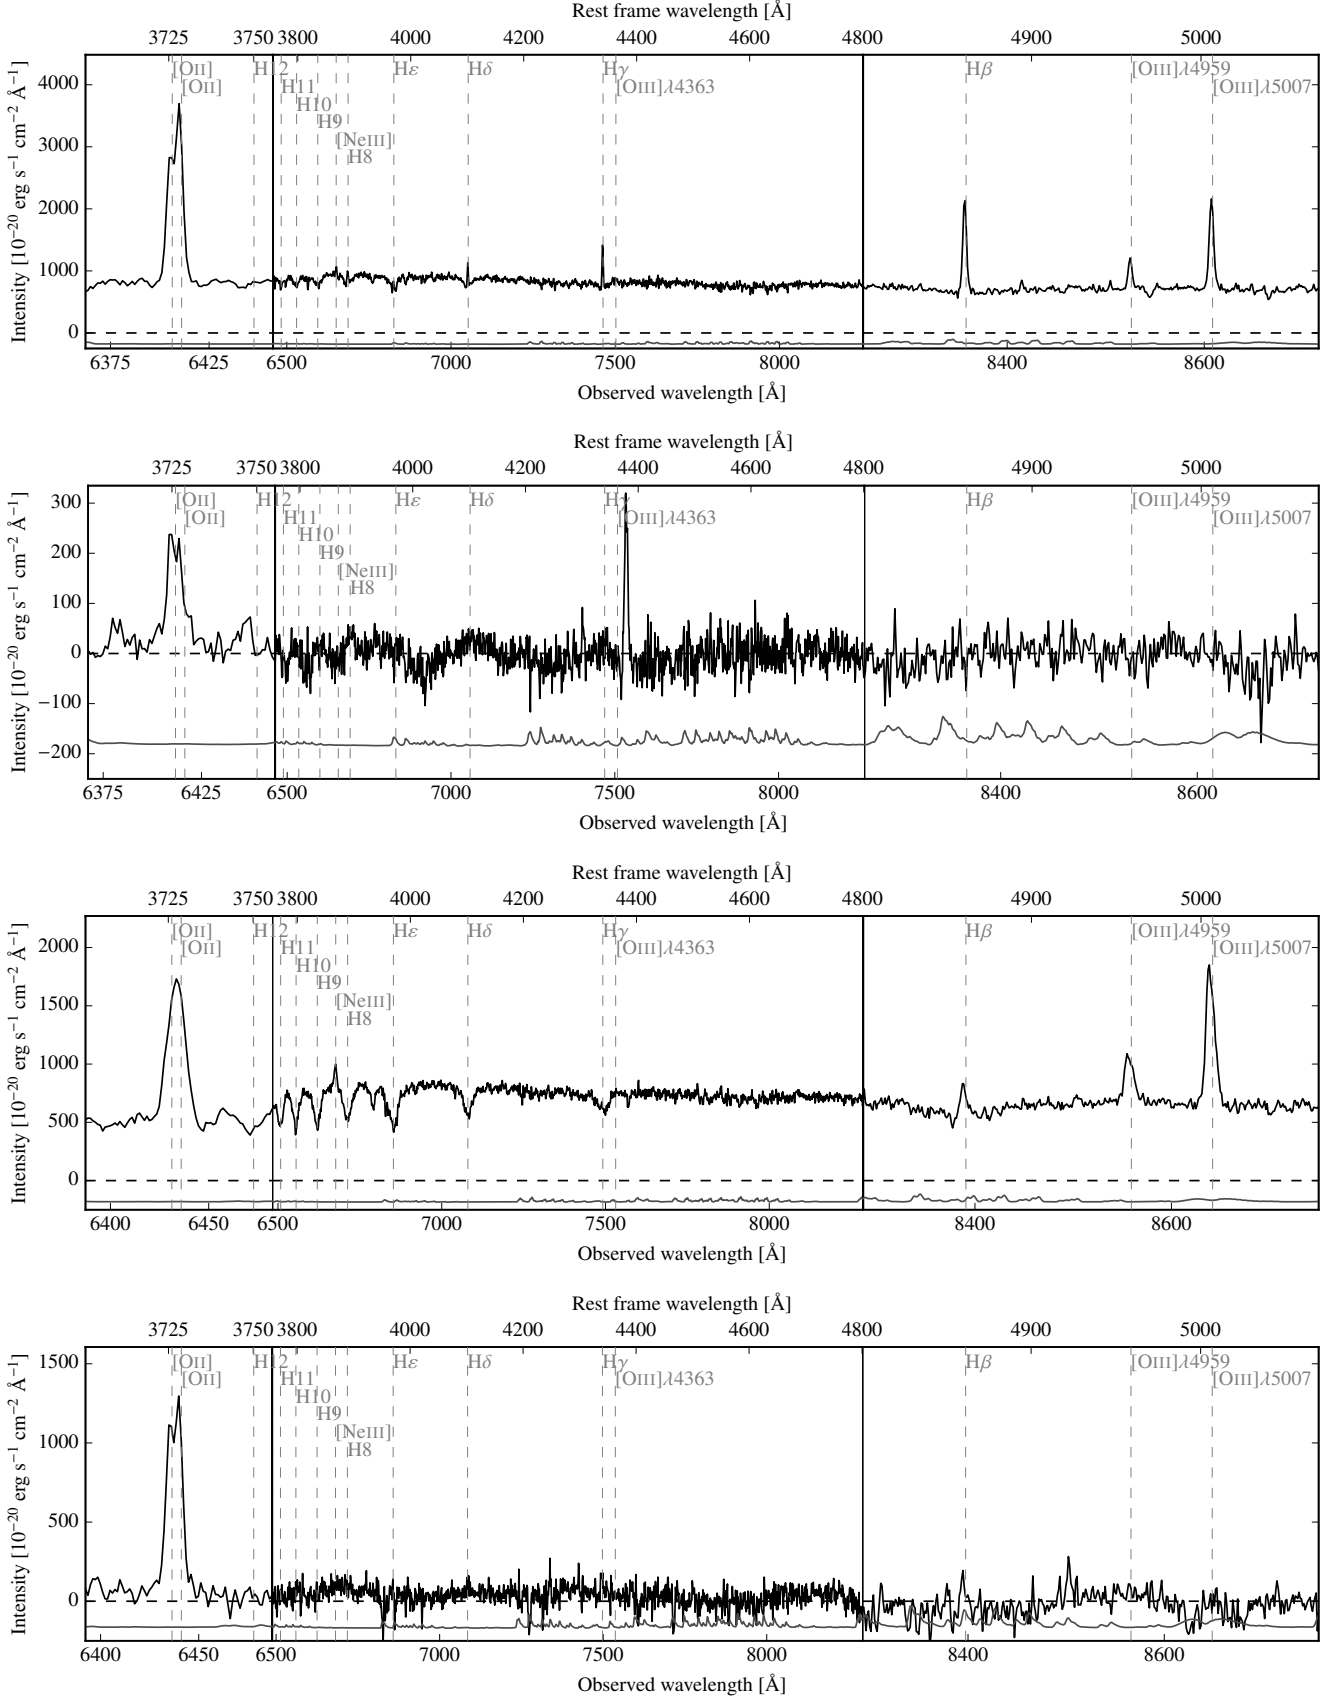 Rest frame wavelength [Å]
3725 3750 3800 4000 4200 4400 4600 4800 4900 5000
[OII] H12 Hε Hδ Hγ Hβ [OIII]λ4959
[OII] H11 [OIII]λ4363 [OIII]λ5007
H10
H9
[NeIII]
H8
4000
3000
2000
1000
0
Intensity [10⁻²⁰ erg s⁻¹ cm⁻² Å⁻¹]
6375 6425 6500 7000 7500 8000 8400 8600
Observed wavelength [Å]
Rest frame wavelength [Å]
3725 3750 3800 4000 4200 4400 4600 4800 4900 5000
[OII] H12 Hε Hδ Hγ Hβ [OIII]λ4959
[OII] H11 [OIII]λ4363 [OIII]λ5007
H10
H9
[NeIII]
H8
300
200
100
0
−100
−200
Intensity [10⁻²⁰ erg s⁻¹ cm⁻² Å⁻¹]
6375 6425 6500 7000 7500 8000 8400 8600
Observed wavelength [Å]
Rest frame wavelength [Å]
3725 3750 3800 4000 4200 4400 4600 4800 4900 5000
[OII] H12 Hε Hδ Hγ Hβ [OIII]λ4959
[OII] H11 [OIII]λ4363 [OIII]λ5007
H10
H9
[NeIII]
H8
2000
1500
1000
500
0
Intensity [10⁻²⁰ erg s⁻¹ cm⁻² Å⁻¹]
6400 6450 6500 7000 7500 8000 8400 8600
Observed wavelength [Å]
Rest frame wavelength [Å]
3725 3750 3800 4000 4200 4400 4600 4800 4900 5000
[OII] H12 Hε Hδ Hγ Hβ [OIII]λ4959
[OII] H11 [OIII]λ4363 [OIII]λ5007
H10
H9
[NeIII]
H8
1500
1000
500
0
Intensity [10⁻²⁰ erg s⁻¹ cm⁻² Å⁻¹]
6400 6450 6500 7000 7500 8000 8400 8600
Observed wavelength [Å]